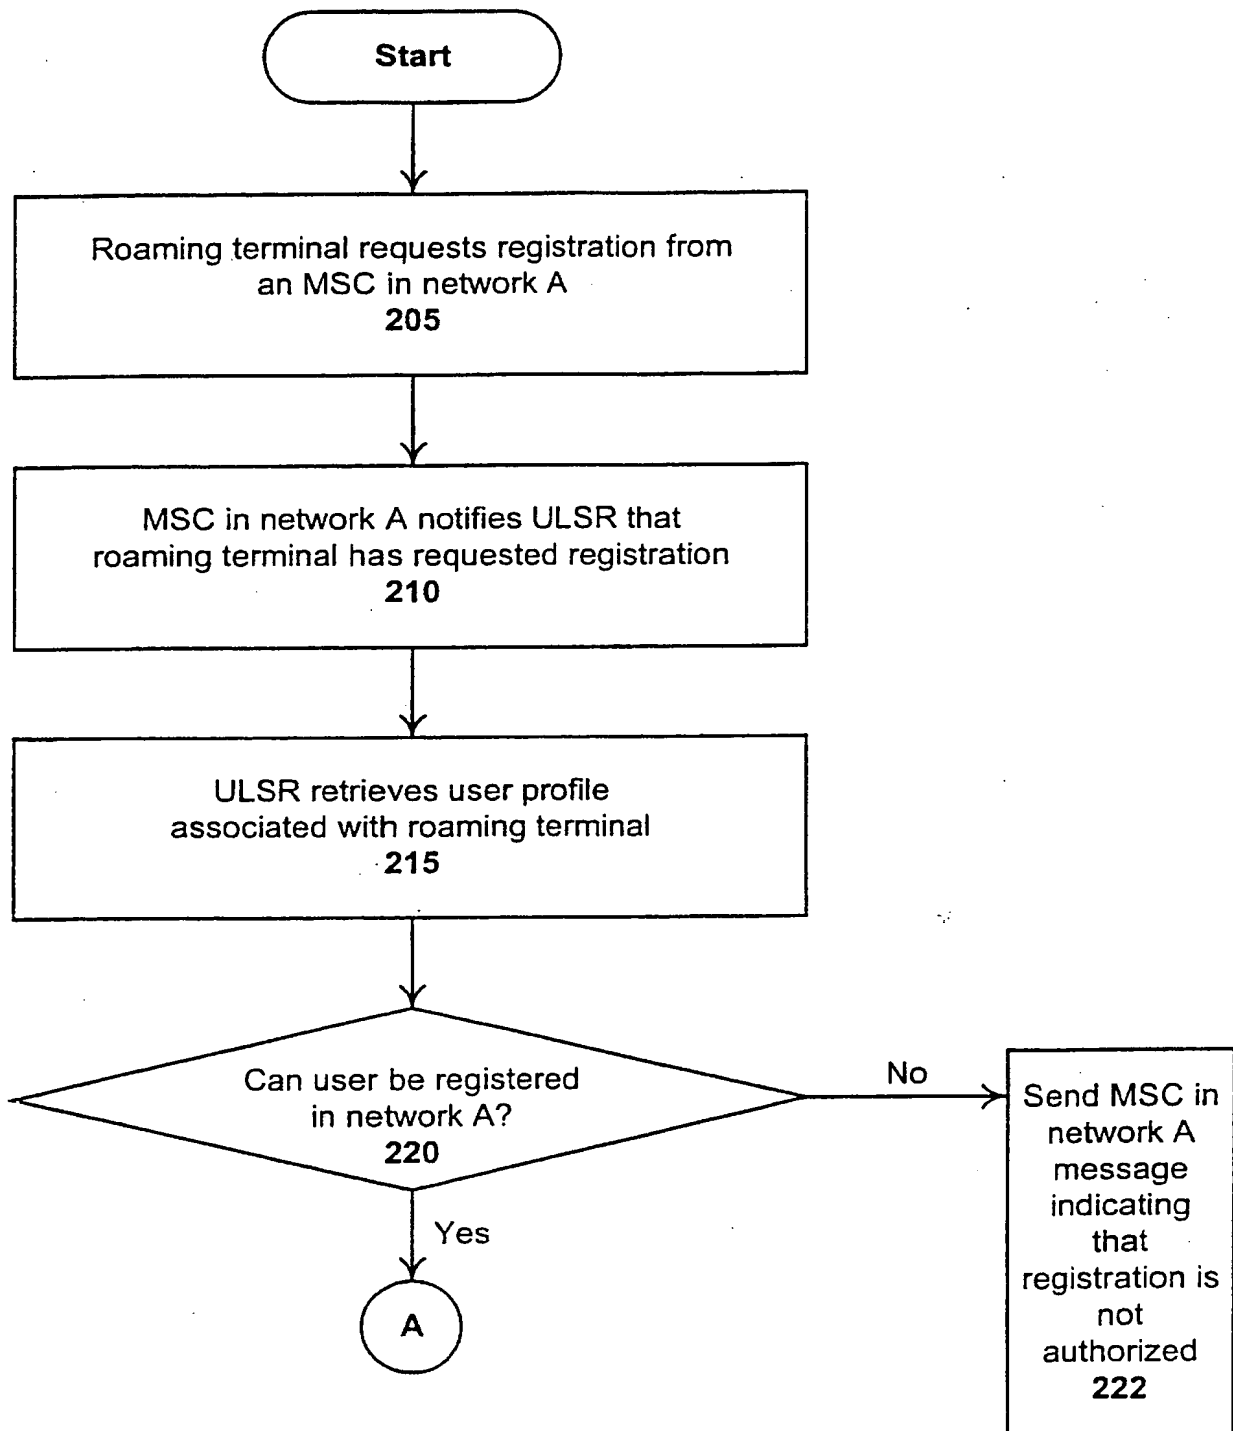 Start
Roaming terminal requests registration from
an MSC in network A
205
MSC in network A notifies ULSR that
roaming terminal has requested registration
210
ULSR retrieves user profile
associated with roaming terminal
215
Can user be registered
in network A?
220
No
Send MSC in
network A
message
indicating
that
registration is
not
authorized
222
Yes
A